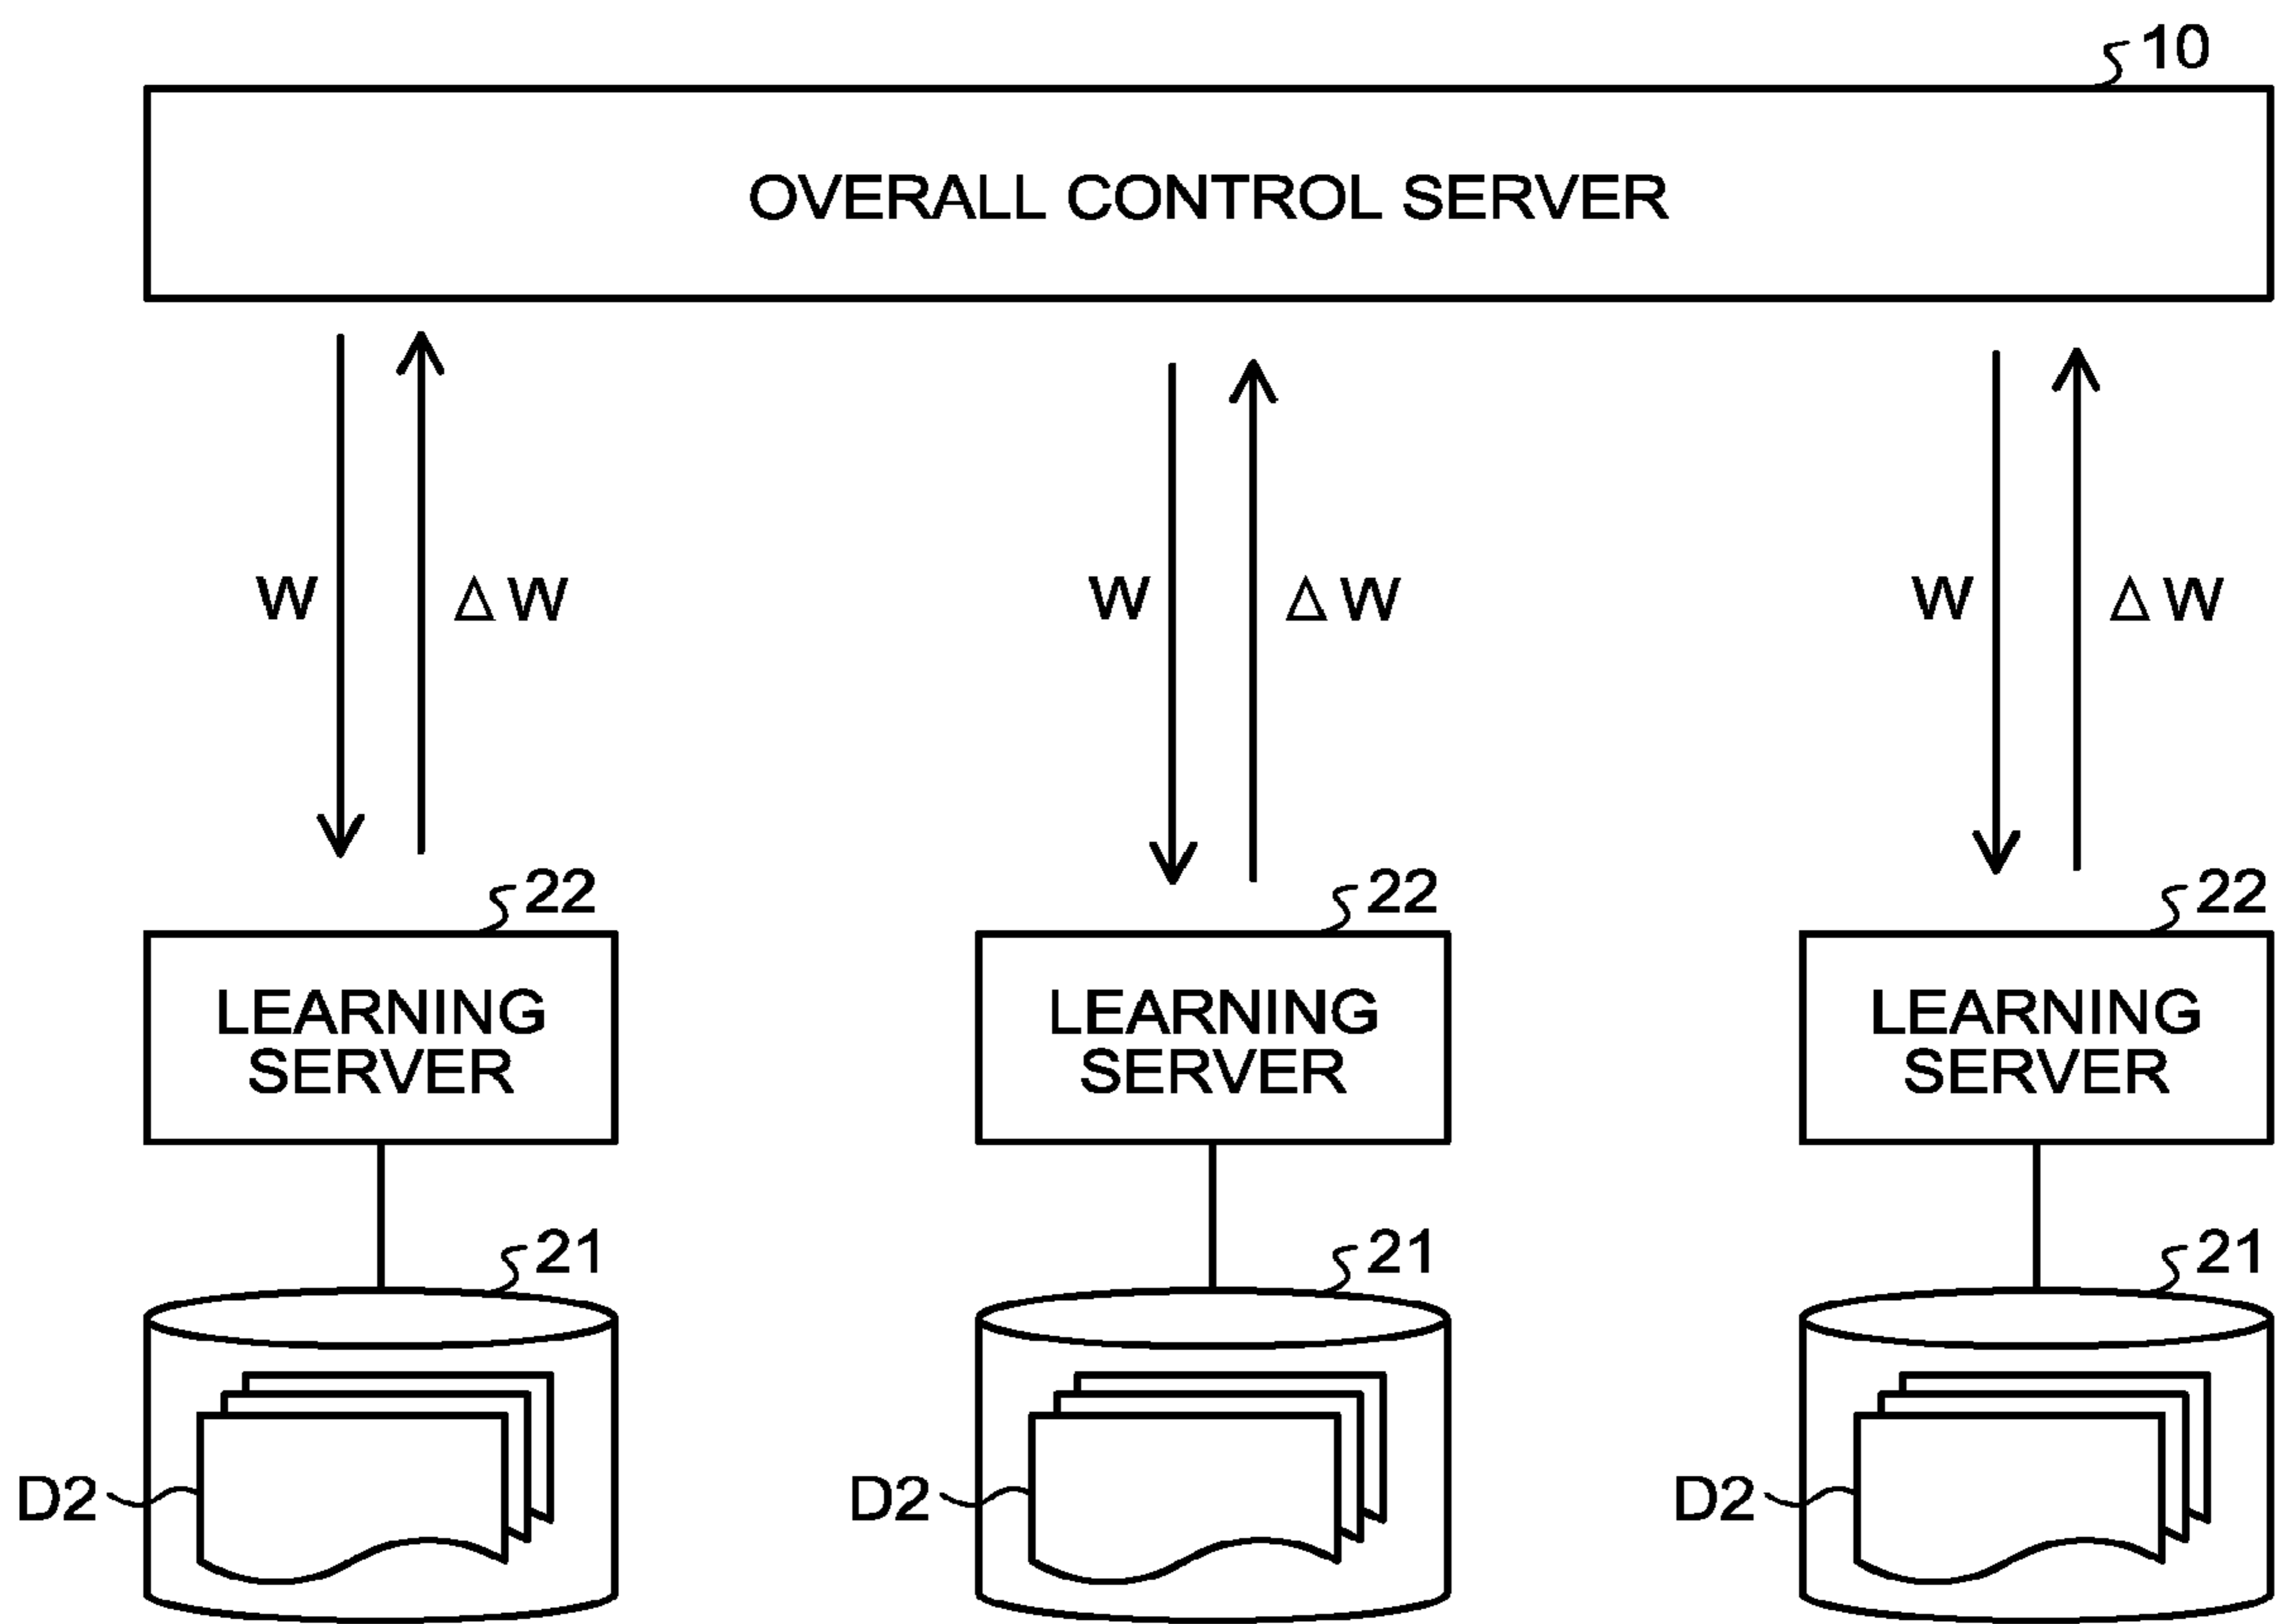 10
OVERALL CONTROL SERVER
W ΔW W ΔW W ΔW
22 22 22
LEARNING SERVER
LEARNING SERVER
LEARNING SERVER
21 21 21
D2 D2 D2